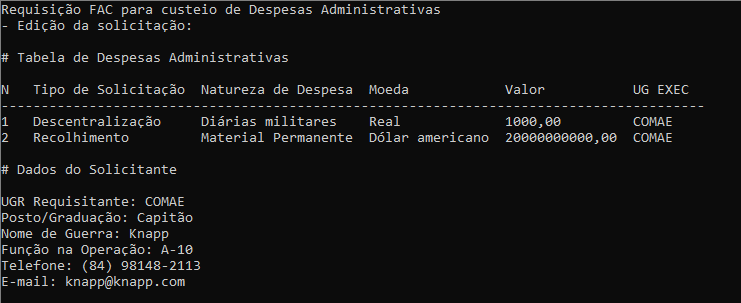 Requisição FAC para custeio de Despesas Administrativas
- Edição da solicitação:
# Tabela de Despesas Administrativas
N Tipo de Solicitação Natureza de Despesa Moeda Valor UG EXEC
----------------------------------------------------------------------------------------
1 Descentralização Diárias militares Real 1000,00 COMAE
2 Recolhimento Material Permanente Dólar americano 20000000000,00 COMAE
# Dados do Solicitante
UGR Requisitante: COMAE
Posto/Graduação: Capitão
Nome de Guerra: Knapp
Função na Operação: A-10
Telefone: (84) 98148-2113
E-mail: knapp@knapp.com